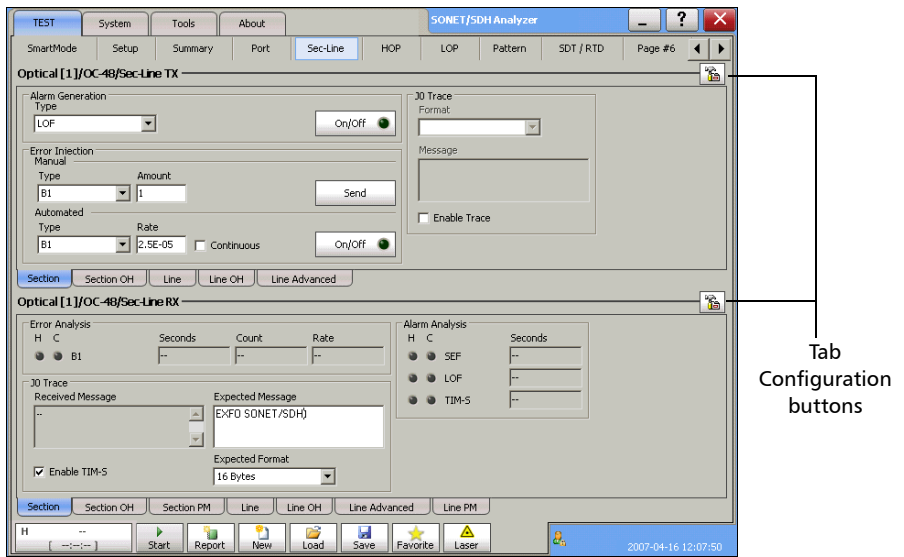 TEST System Tools About SONET/SDH Analyzer ?
SmartMode Setup Summary Port Sec-Line HOP LOP Pattern SDT / RTD Page #6
Optical [1]/OC-48/Sec-Line TX
Alarm Generation
Type
LOF
On/Off
J0 Trace
Format
Message
Enable Trace
Error Injection
Manual
Type Amount
B1 1 Send
Automated
Type Rate
B1 2.5E-05 Continuous On/Off
Section Section OH Line Line OH Line Advanced
Optical [1]/OC-48/Sec-Line RX
Error Analysis
H C Seconds Count Rate
B1 -- -- --
Alarm Analysis
H C Seconds
SEF --
LOF --
TIM-S --
J0 Trace
Received Message Expected Message
-- EXFO SONET/SDH)
Enable TIM-S
Expected Format
16 Bytes
Section Section OH Section PM Line Line OH Line Advanced Line PM
H --
[ --:--:-- ]
Start Report New Load Save Favorite Laser
2007-04-16 12:07:50
Tab
Configuration
buttons